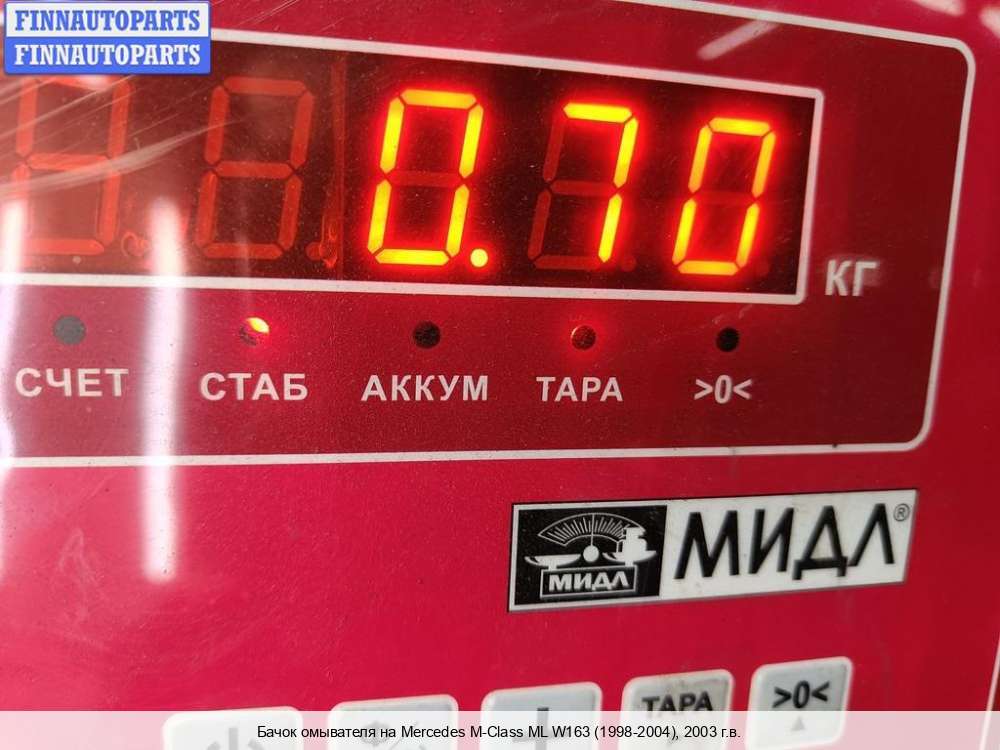 FINNAUTOPARTS
FINNAUTOPARTS
0.70
КГ
СЧЕТ СТАБ АККУМ ТАРА >0<
МИДЛ МИДЛ®
ТАРА >0<
Бачок омывателя на Mercedes M-Class ML W163 (1998-2004), 2003 г.в.